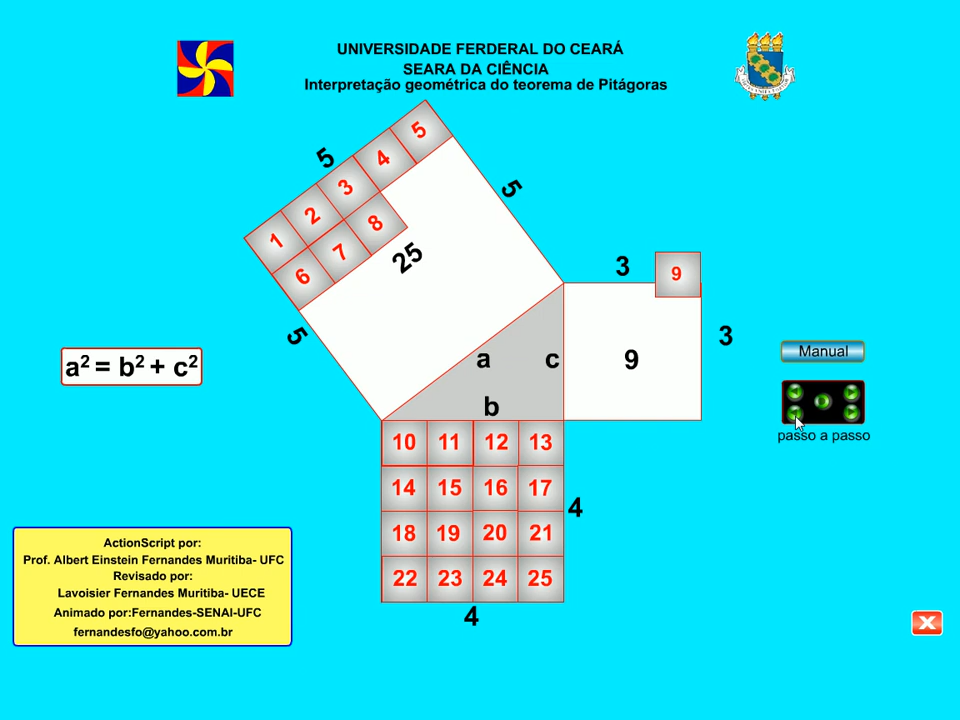 UNIVERSIDADE FERDERAL DO CEARÁ
SEARA DA CIÊNCIA
Interpretação geométrica do teorema de Pitágoras
5
1 2 3 4 5
6 7 8
25
5
5
3
9
3
9
a
c
b
a² = b² + c²
Manual
passo a passo
10 11 12 13
14 15 16 17
18 19 20 21
22 23 24 25
4
4
ActionScript por:
Prof. Albert Einstein Fernandes Muritiba- UFC
Revisado por:
Lavoisier Fernandes Muritiba- UECE
Animado por:Fernandes-SENAI-UFC
fernandesfo@yahoo.com.br
X